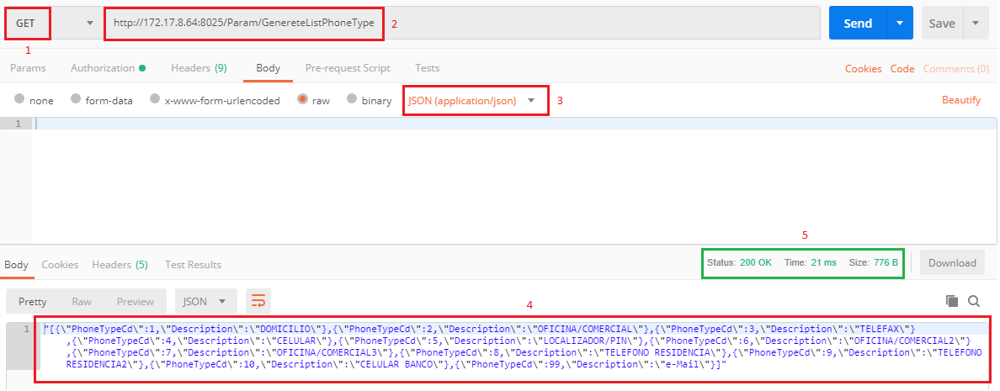 GET http://172.17.8.64:8025/Param/GenereteListPhoneType 2 Send Save
1
Params Authorization Headers (9) Body Pre-request Script Tests Cookies Code Comments (0)
none form-data x-www-form-urlencoded raw binary JSON (application/json) 3 Beautify
1
5
Body Cookies Headers (5) Test Results Status: 200 OK Time: 21 ms Size: 776 B Download
Pretty Raw Preview JSON 4
1 "[{\"PhoneTypeCd\":1,\"Description\":\"DOMICILIO\"},{\"PhoneTypeCd\":2,\"Description\":\"OFICINA/COMERCIAL\"},{\"PhoneTypeCd\":3,\"Description\":\"TELEFAX\"}
,{\"PhoneTypeCd\":4,\"Description\":\"CELULAR\"},{\"PhoneTypeCd\":5,\"Description\":\"LOCALIZADOR/PIN\"},{\"PhoneTypeCd\":6,\"Description\":\"OFICINA/COMERCIAL2\"}
,{\"PhoneTypeCd\":7,\"Description\":\"OFICINA/COMERCIAL3\"},{\"PhoneTypeCd\":8,\"Description\":\"TELEFONO RESIDENCIA\"},{\"PhoneTypeCd\":9,\"Description\":\"TELEFONO
RESIDENCIA2\"},{\"PhoneTypeCd\":10,\"Description\":\"CELULAR BANCO\"},{\"PhoneTypeCd\":99,\"Description\":\"e-Mail\"}]"